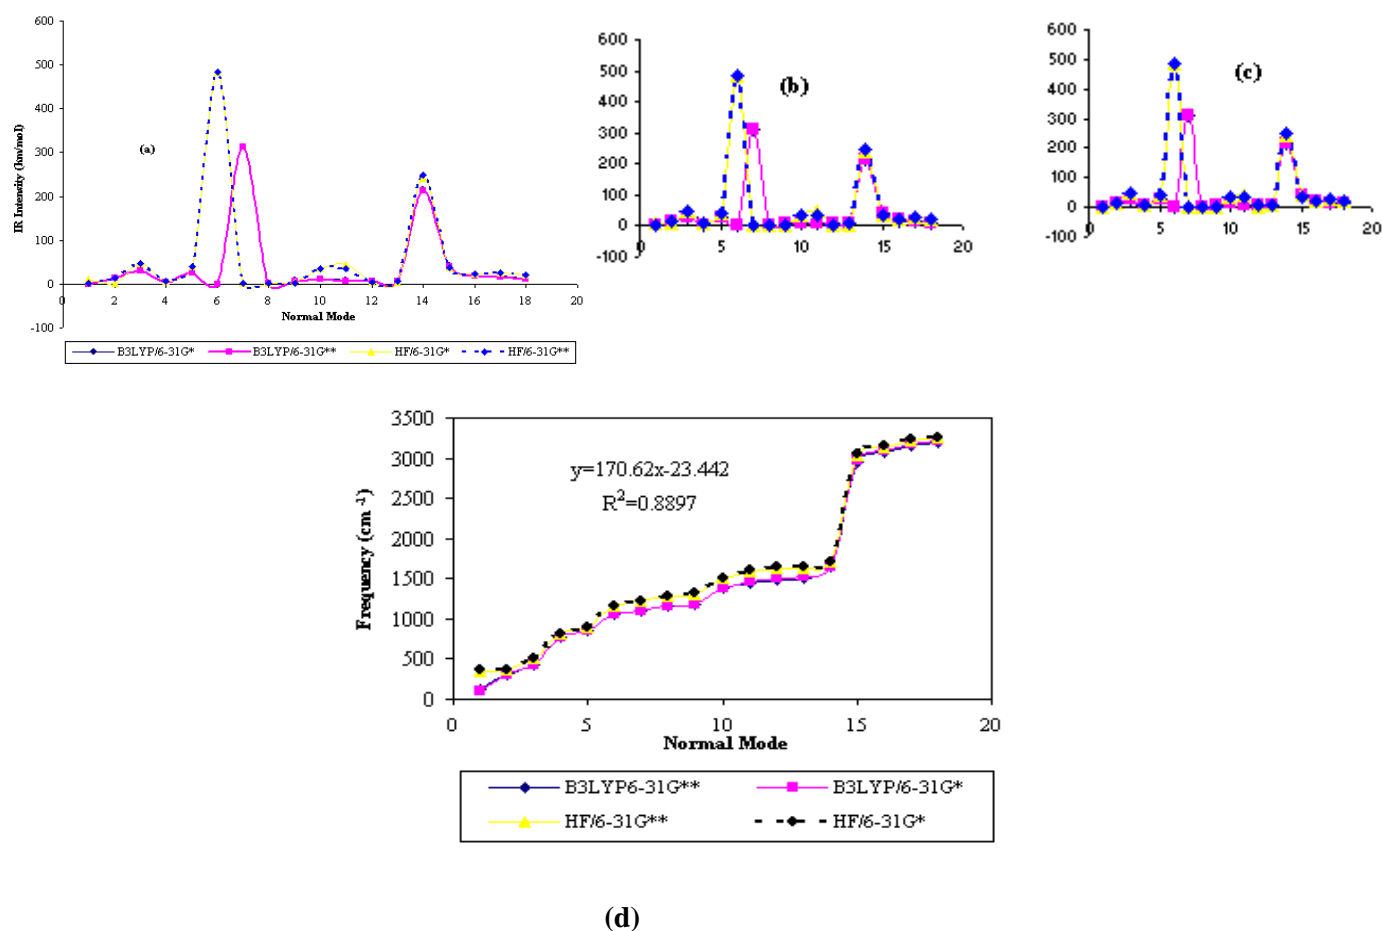 600
500
400
300
200
100
0
-100
IR Intencity (km/mol)
(a)
0 2 4 6 8 10 12 14 16 18 20
Normal Mode
B3LYP/6-31G* B3LYP/6-31G** HF/6-31G* HF/6-31G**
600
500
400
300
200
100
0
-100
(b)
0 5 10 15 20
600
500
400
300
200
100
0
-100
(c)
0 5 10 15 20
3500
3000
2500
2000
1500
1000
500
0
Frequency (cm -1)
y=170.62x-23.442
R2=0.8897
0 5 10 15 20
Normal Mode
B3LYP6-31G** B3LYP/6-31G*
HF/6-31G** HF/6-31G*
(d)